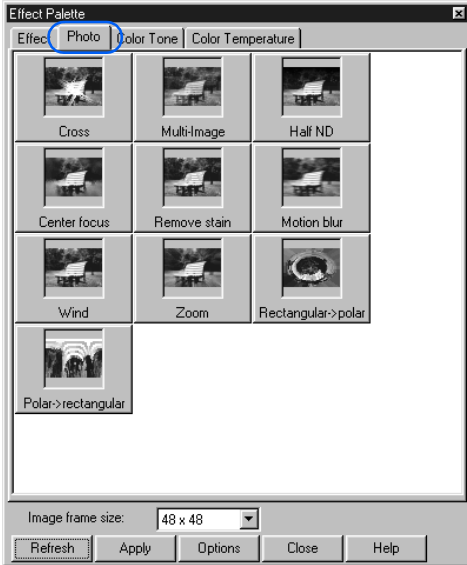 Effect Palette
Effect Photo Color Tone Color Temperature
Cross Multi-Image Half ND
Center focus Remove stain Motion blur
Wind Zoom Rectangular->polar
Polar->rectangular
Image frame size: 48 x 48
Refresh Apply Options Close Help